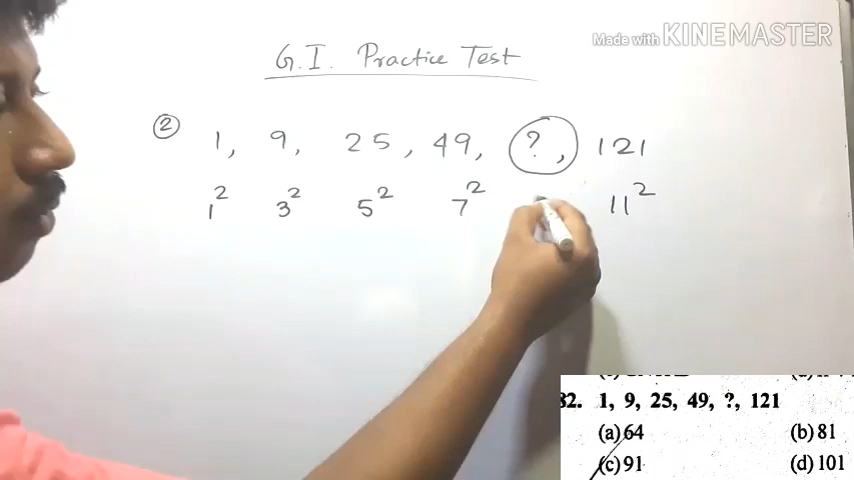 Made with KINEMASTER
G.I. Practice Test
② 1, 9, 25, 49, ?, 121
1² 3² 5² 7² 11²
82. 1, 9, 25, 49, ?, 121
(a) 64 (b) 81
(c) 91 (d) 101